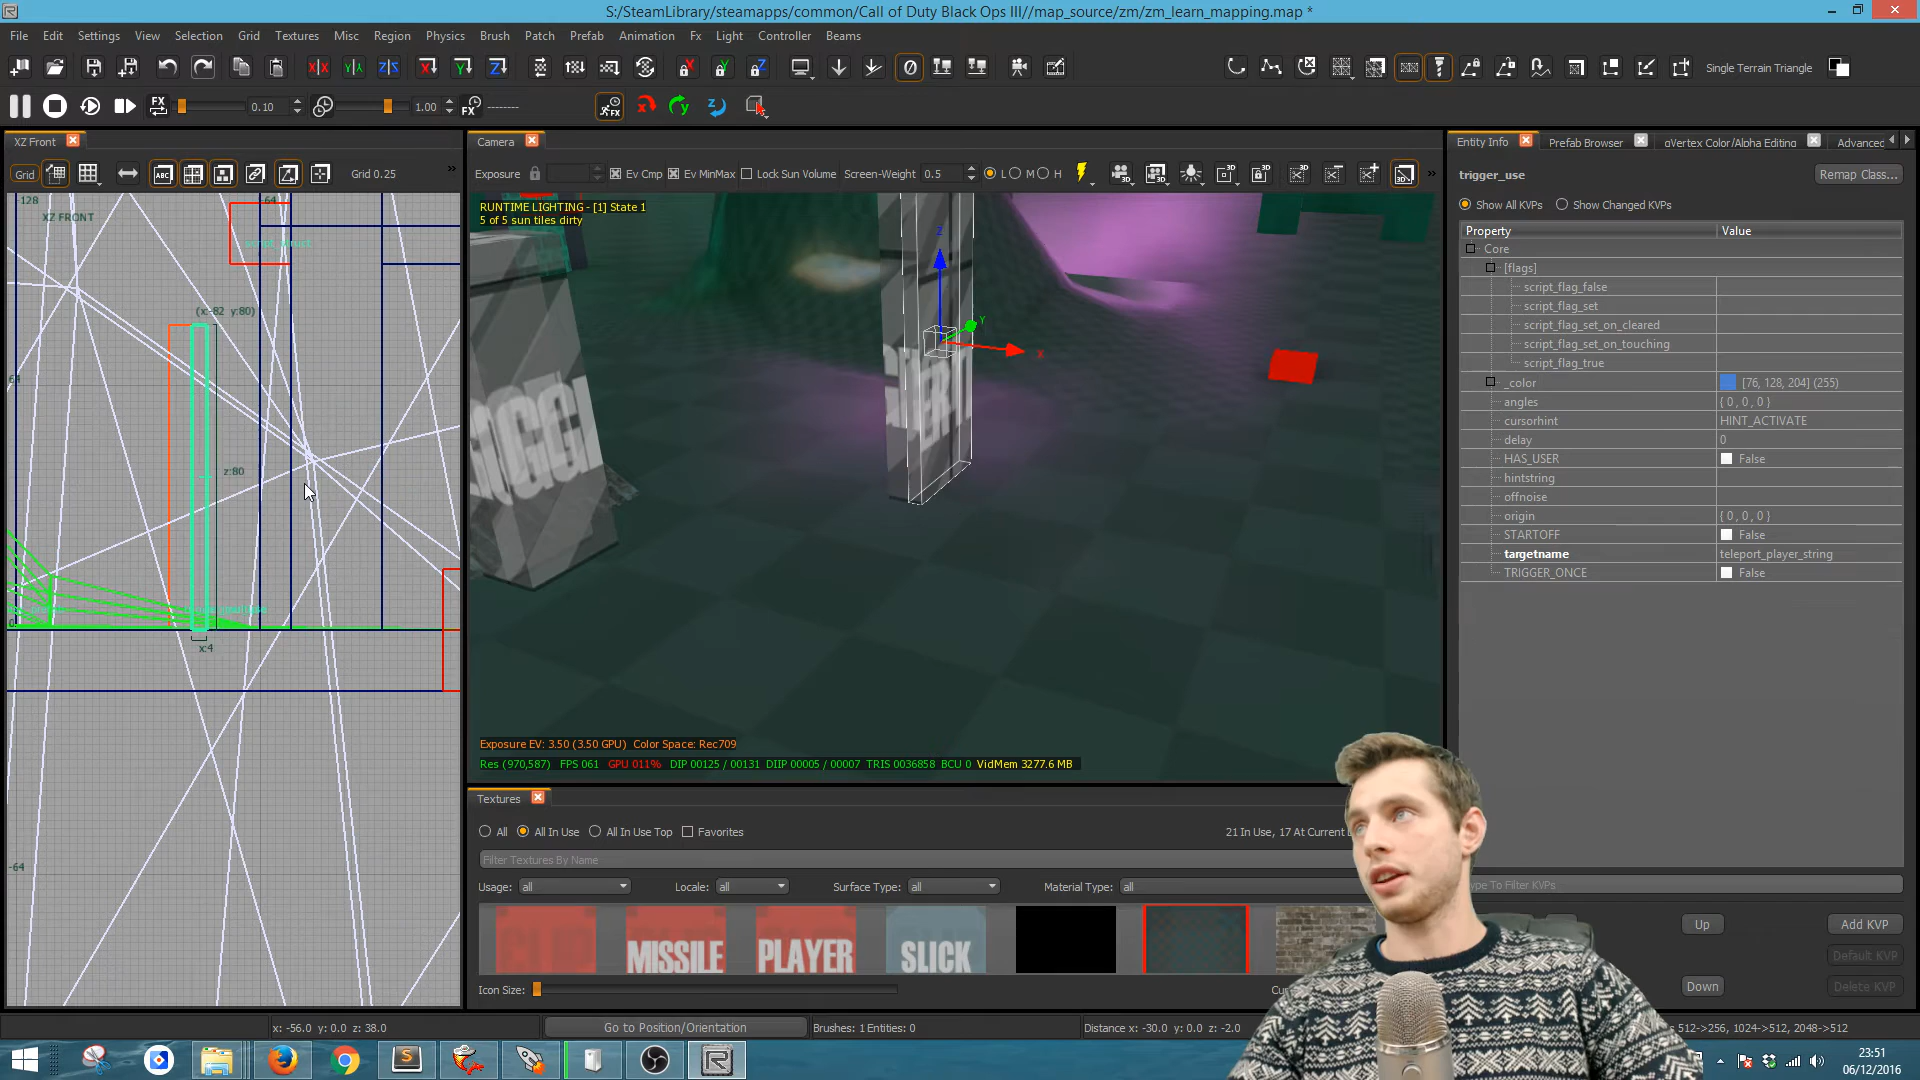 S:/SteamLibrary/steamapps/common/Call of Duty Black Ops III//map_source/zm/zm_learn_mapping.map *
File Edit Settings View Selection Grid Textures Misc Region Physics Brush Patch Prefab Animation Fx Light Controller Beams
Single Terrain Triangle
FX 0.10 1.00 FX --------
XZ Front
Camera
Entity Info Prefab Browser qVertex Color/Alpha Editing Advanced
Grid ABC Grid 0.25
Exposure Ev Cmp Ev MinMax Lock Sun Volume Screen-Weight 0.5 L M H
trigger_use Remap Class...
Show All KVPs Show Changed KVPs
-128 -64
XZ FRONT
script_struct
(x:-82 y:80)
z:80
x:4
-64
RUNTIME LIGHTING - [1] State 1
5 of 5 sun tiles dirty
Z
Y
X
Exposure EV: 3.50 (3.50 GPU) Color Space: Rec709
Res (970,587) FPS 061 GPU 011% DIP 00125 / 00131 DIIP 00005 / 00007 TRIS 0036858 BCU 0 VidMem 3277.6 MB
Property Value
Core
[flags]
script_flag_false
script_flag_set
script_flag_set_on_cleared
script_flag_set_on_touching
script_flag_true
_color [76, 128, 204] (255)
angles { 0 , 0 , 0 }
cursorhint HINT_ACTIVATE
delay 0
HAS_USER False
hintstring
offnoise
origin { 0 , 0 , 0 }
STARTOFF False
targetname teleport_player_string
TRIGGER_ONCE False
Textures
All All In Use All In Use Top Favorites 21 In Use, 17 At Current
Filter Textures By Name
Usage: all Locale: all Surface Type: all Material Type: all
CLIP MISSILE PLAYER SLICK
Icon Size:
Type To Filter KVPs
Up Add KVP
Default KVP
Down Delete KVP
x: -56.0 y: 0.0 z: 38.0 Go to Position/Orientation Brushes: 1 Entities: 0 Distance x: -30.0 y: 0.0 z: -2.0 512->256, 1024->512, 2048->512
23:51
06/12/2016